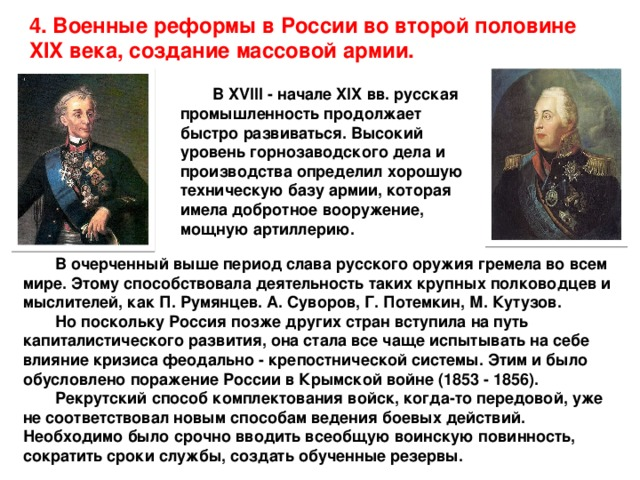 4. Военные реформы в России во второй половине
XIX века, создание массовой армии.
В XVIII - начале XIX вв. русская
промышленность продолжает
быстро развиваться. Высокий
уровень горнозаводского дела и
производства определил хорошую
техническую базу армии, которая
имела добротное вооружение,
мощную артиллерию.
В очерченный выше период слава русского оружия гремела во всем
мире. Этому способствовала деятельность таких крупных полководцев и
мыслителей, как П. Румянцев. А. Суворов, Г. Потемкин, М. Кутузов.
Но поскольку Россия позже других стран вступила на путь
капиталистического развития, она стала все чаще испытывать на себе
влияние кризиса феодально - крепостнической системы. Этим и было
обусловлено поражение России в Крымской войне (1853 - 1856).
Рекрутский способ комплектования войск, когда-то передовой, уже
не соответствовал новым способам ведения боевых действий.
Необходимо было срочно вводить всеобщую воинскую повинность,
сократить сроки службы, создать обученные резервы.